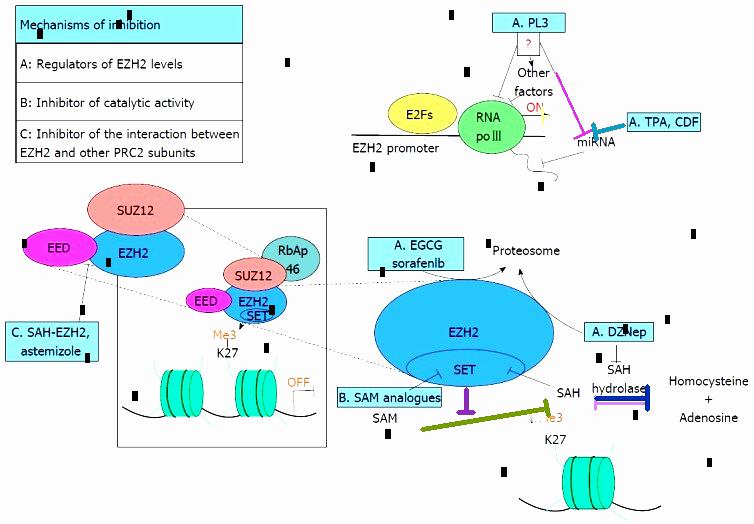 Mechanisms of inhibition
A: Regulators of EZH2 levels
B: Inhibitor of catalytic activity
C: Inhibitor of the interaction between
EZH2 and other PRC2 subunits
A. PL3
?
Other
factors
ON
E2Fs
RNA
pol II
EZH2 promoter
miRNA
A. TPA, CDF
SUZ12
EED
EZH2
C. SAH-EZH2,
astemizole
RbAp
46
SUZ12
EED
EZH2
SET
Me3
K27
OFF
A. EGCG
sorafenib
Proteosome
EZH2
SET
A. DZNep
SAH
hydrolase
B. SAM analogues
SAM
SAH
Me3
K27
Homocysteine
+
Adenosine